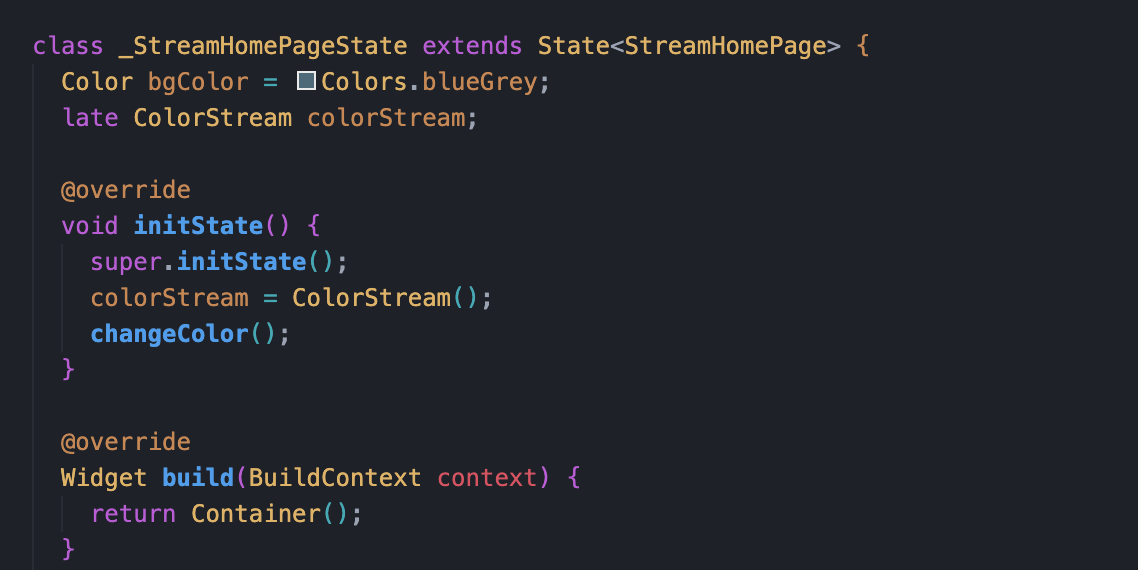 class _StreamHomePageState extends State<StreamHomePage> {
  Color bgColor = Colors.blueGrey;
  late ColorStream colorStream;

  @override
  void initState() {
    super.initState();
    colorStream = ColorStream();
    changeColor();
  }

  @override
  Widget build(BuildContext context) {
    return Container();
  }